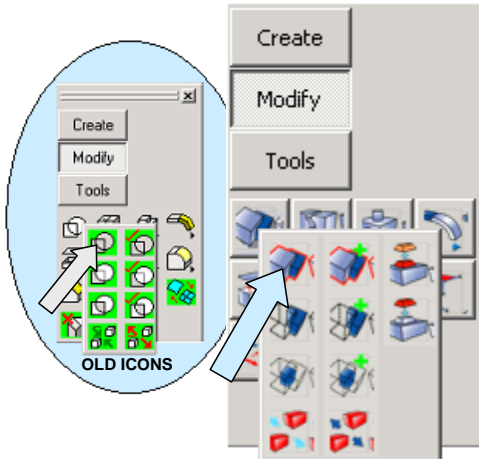 Create
Modify
Tools
OLD ICONS
Create
Modify
Tools